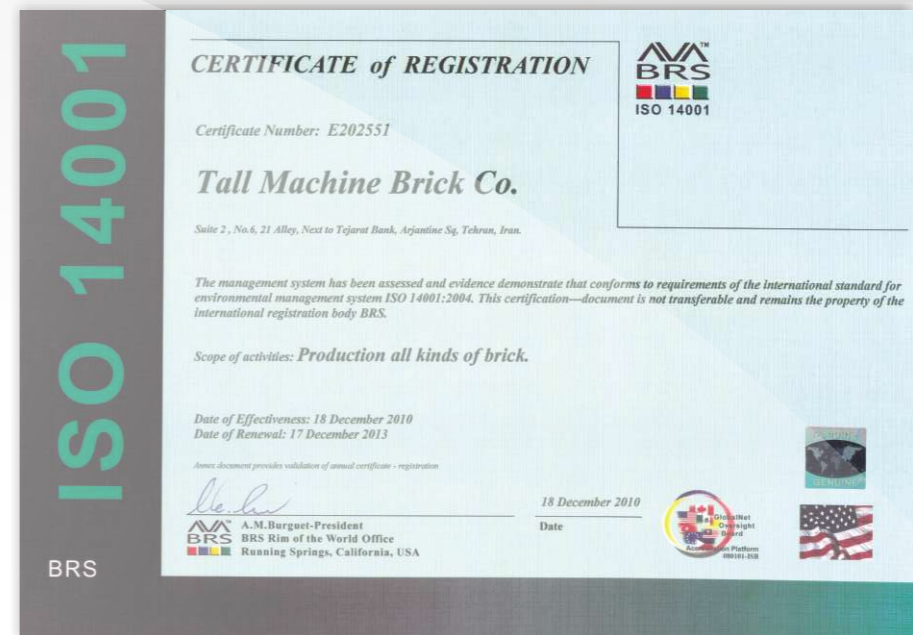 ISO 14001
BRS
CERTIFICATE of REGISTRATION
BRS
ISO 14001
Certificate Number: E202551
Tall Machine Brick Co.
Suite 2 , No.6, 21 Alley, Next to Tejarat Bank, Arjantine Sq, Tehran, Iran.
The management system has been assessed and evidence demonstrate that conforms to requirements of the international standard for
environmental management system ISO 14001:2004. This certification—document is not transferable and remains the property of the
international registration body BRS.
Scope of activities: Production all kinds of brick.
Date of Effectiveness: 18 December 2010
Date of Renewal: 17 December 2013
Annex document provides validation of annual certificate - registration
BRS
A.M.Burguet-President
BRS Rim of the World Office
Running Springs, California, USA
18 December 2010
Date
GlobalNet
Oversight
Board
Accreditation Platform
GENUINE